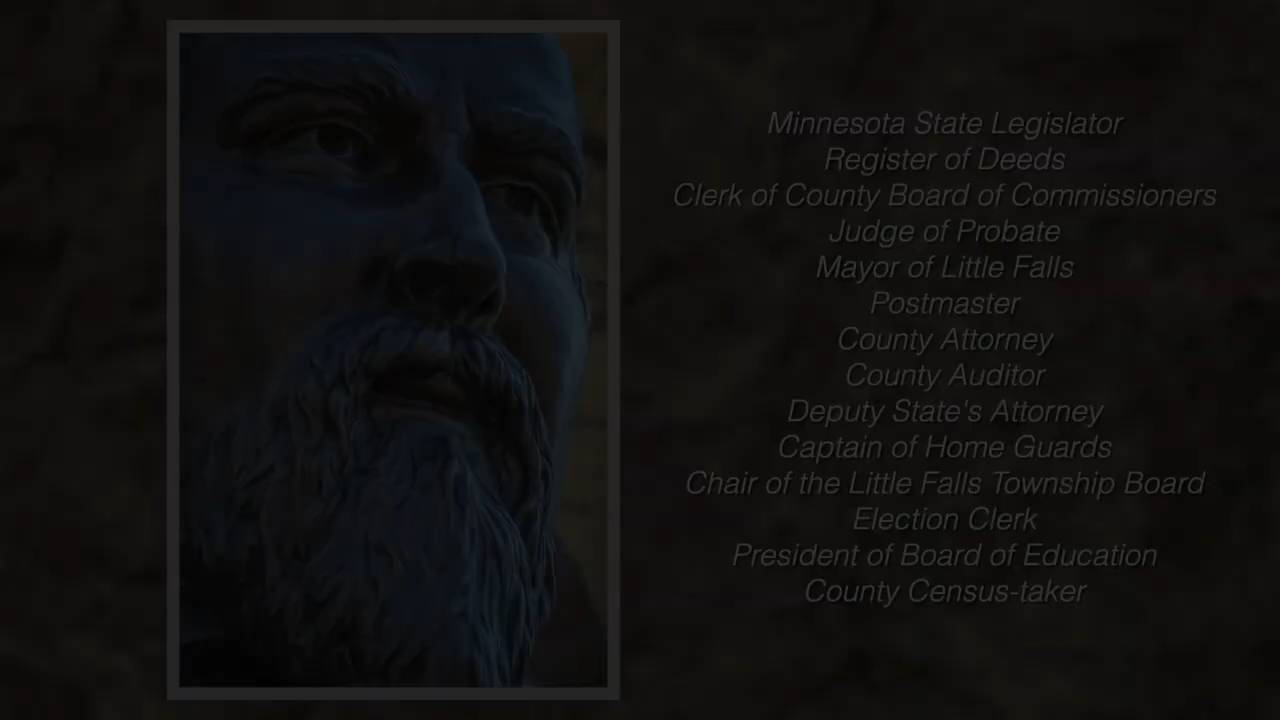 Minnesota State Legislator
Register of Deeds
Clerk of County Board of Commissioners
Judge of Probate
Mayor of Little Falls
Postmaster
County Attorney
County Auditor
Deputy State's Attorney
Captain of Home Guards
Chair of the Little Falls Township Board
Election Clerk
President of Board of Education
County Census-taker